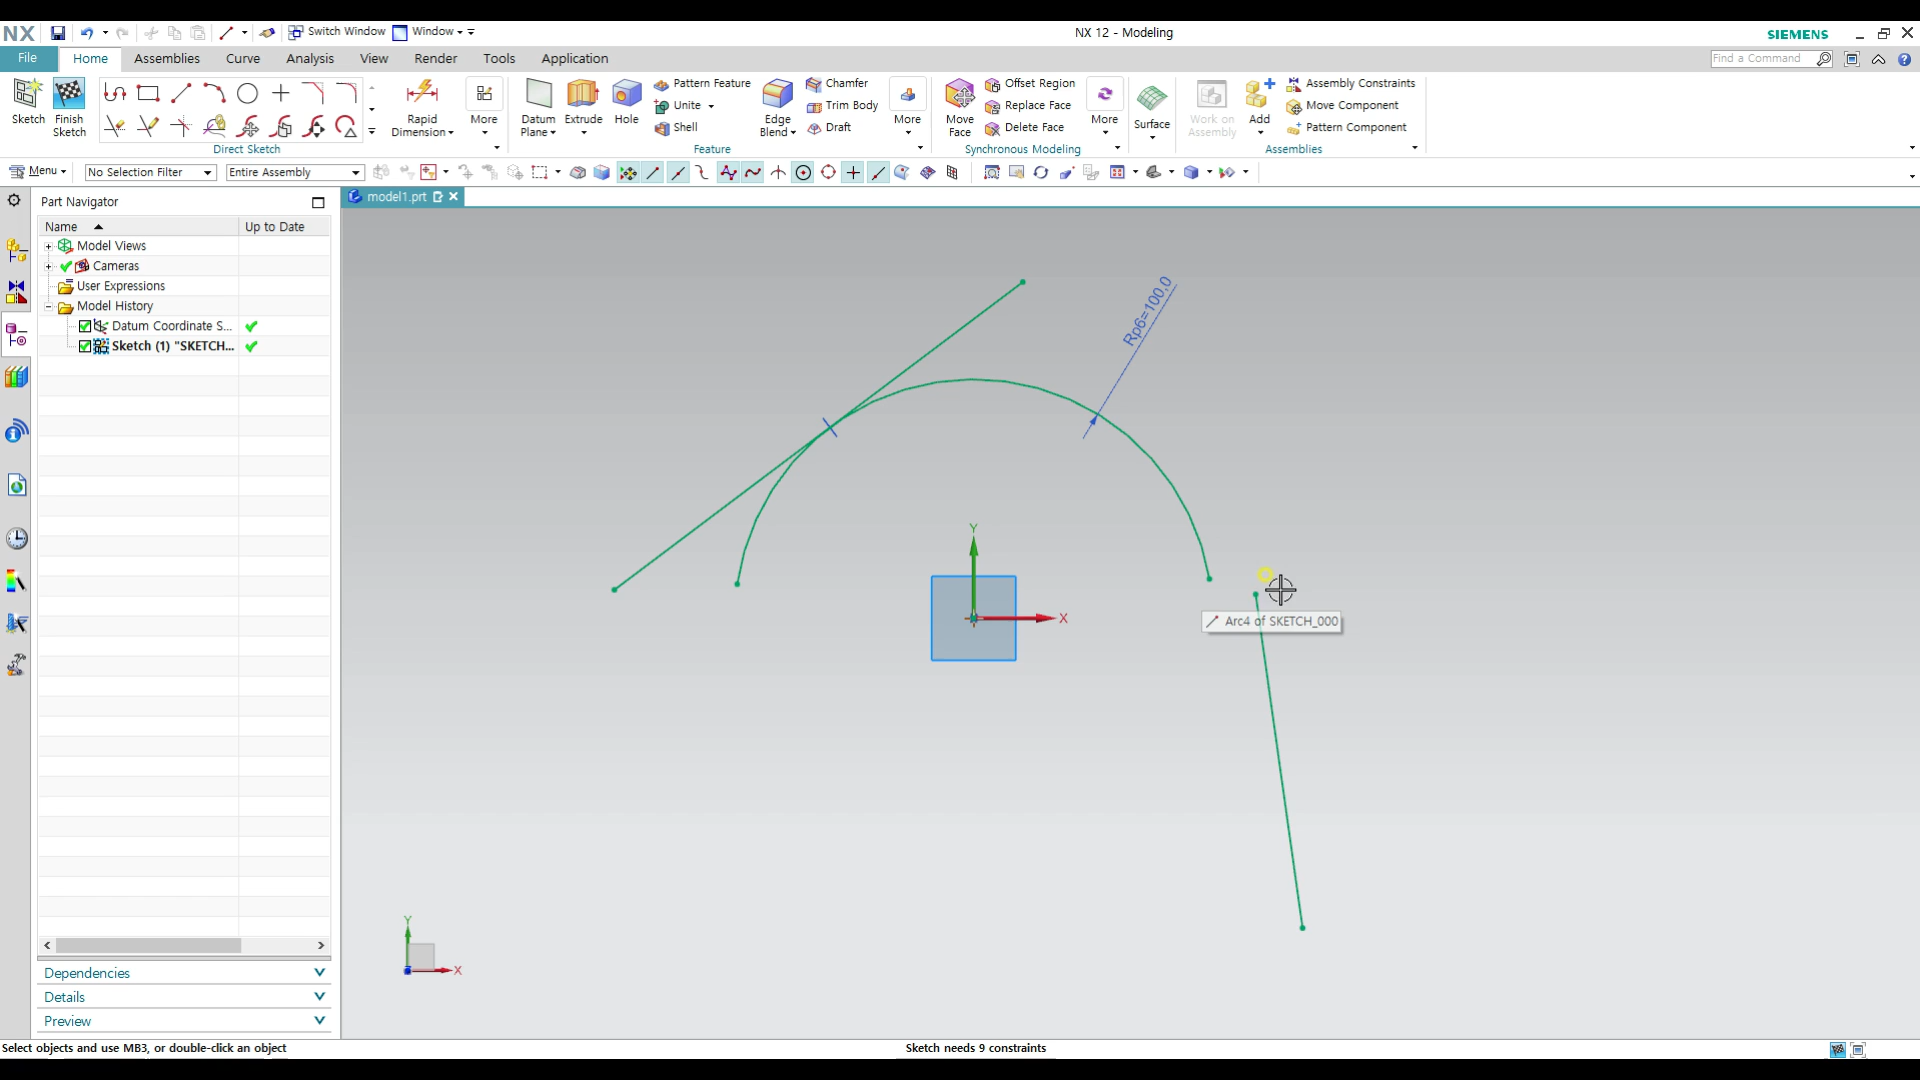 NX
Switch Window
Window
NX 12 - Modeling
SIEMENS
File
Home
Assemblies
Curve
Analysis
View
Render
Tools
Application
Find a Command
Sketch
Finish
Sketch
Direct Sketch
Rapid
Dimension
More
Datum
Plane
Extrude
Hole
Pattern Feature
Unite
Shell
Edge
Blend
Chamfer
Trim Body
Draft
More
Feature
Move
Face
Offset Region
Replace Face
Delete Face
More
Synchronous Modeling
Surface
Work on
Assembly
Add
Assembly Constraints
Move Component
Pattern Component
Assemblies
Menu
No Selection Filter
Entire Assembly
Part Navigator
model1.prt
Name
Up to Date
Model Views
Cameras
User Expressions
Model History
Datum Coordinate S...
Sketch (1) "SKETCH...
Rp6=100,0
Y
X
Arc4 of SKETCH_000
Y
X
Dependencies
Details
Preview
Select objects and use MB3, or double-click an object
Sketch needs 9 constraints